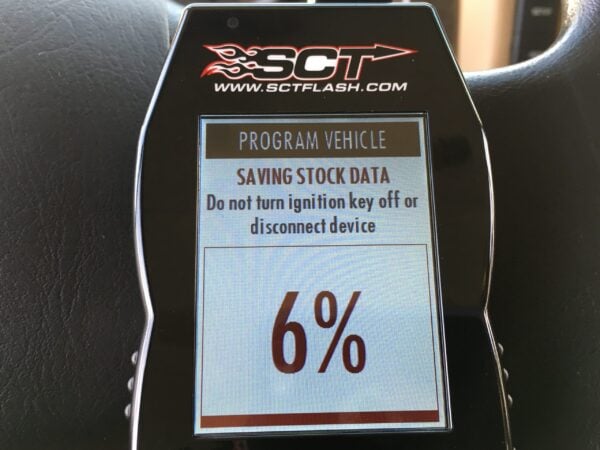 SCT
WWW.SCTFLASH.COM
PROGRAM VEHICLE
SAVING STOCK DATA
Do not turn ignition key off or
disconnect device
6%